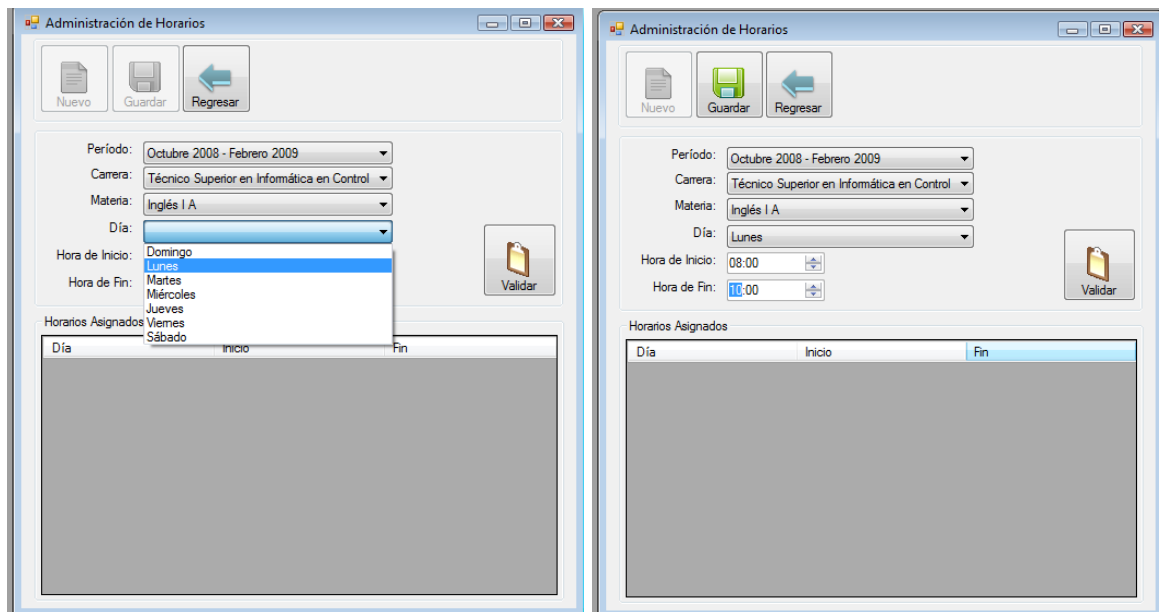 Administración de Horarios
Nuevo Guardar Regresar
Período: Octubre 2008 - Febrero 2009
Carrera: Técnico Superior en Informática en Control
Materia: Inglés I A
Día:
Hora de Inicio:
Hora de Fin:
Domingo
Lunes
Martes
Miércoles
Jueves
Viernes
Sábado
Validar
Horarios Asignados
Día Inicio Fin
Administración de Horarios
Nuevo Guardar Regresar
Período: Octubre 2008 - Febrero 2009
Carrera: Técnico Superior en Informática en Control
Materia: Inglés I A
Día: Lunes
Hora de Inicio: 08:00
Hora de Fin: 10:00
Validar
Horarios Asignados
Día Inicio Fin